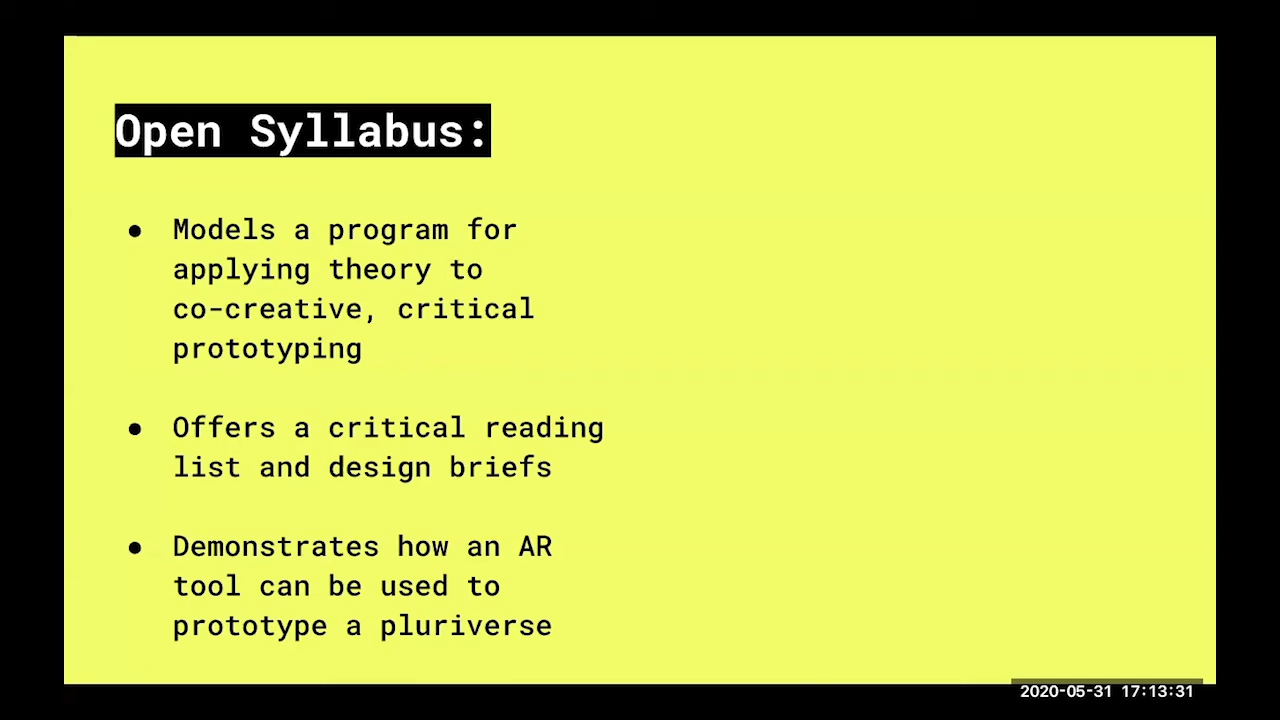 Open Syllabus:
● Models a program for
applying theory to
co-creative, critical
prototyping
● Offers a critical reading
list and design briefs
● Demonstrates how an AR
tool can be used to
prototype a pluriverse
2020-05-31 17:13:31